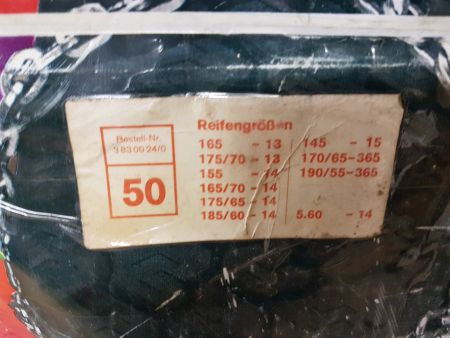 Bestell-Nr.
3 83 00 24/0
50
Reifengrößen
165 - 13
175/70 - 13
155 - 14
165/70 - 14
175/65 - 14
185/60 - 14
145 - 15
170/65-365
190/55-365
5.60 - 14